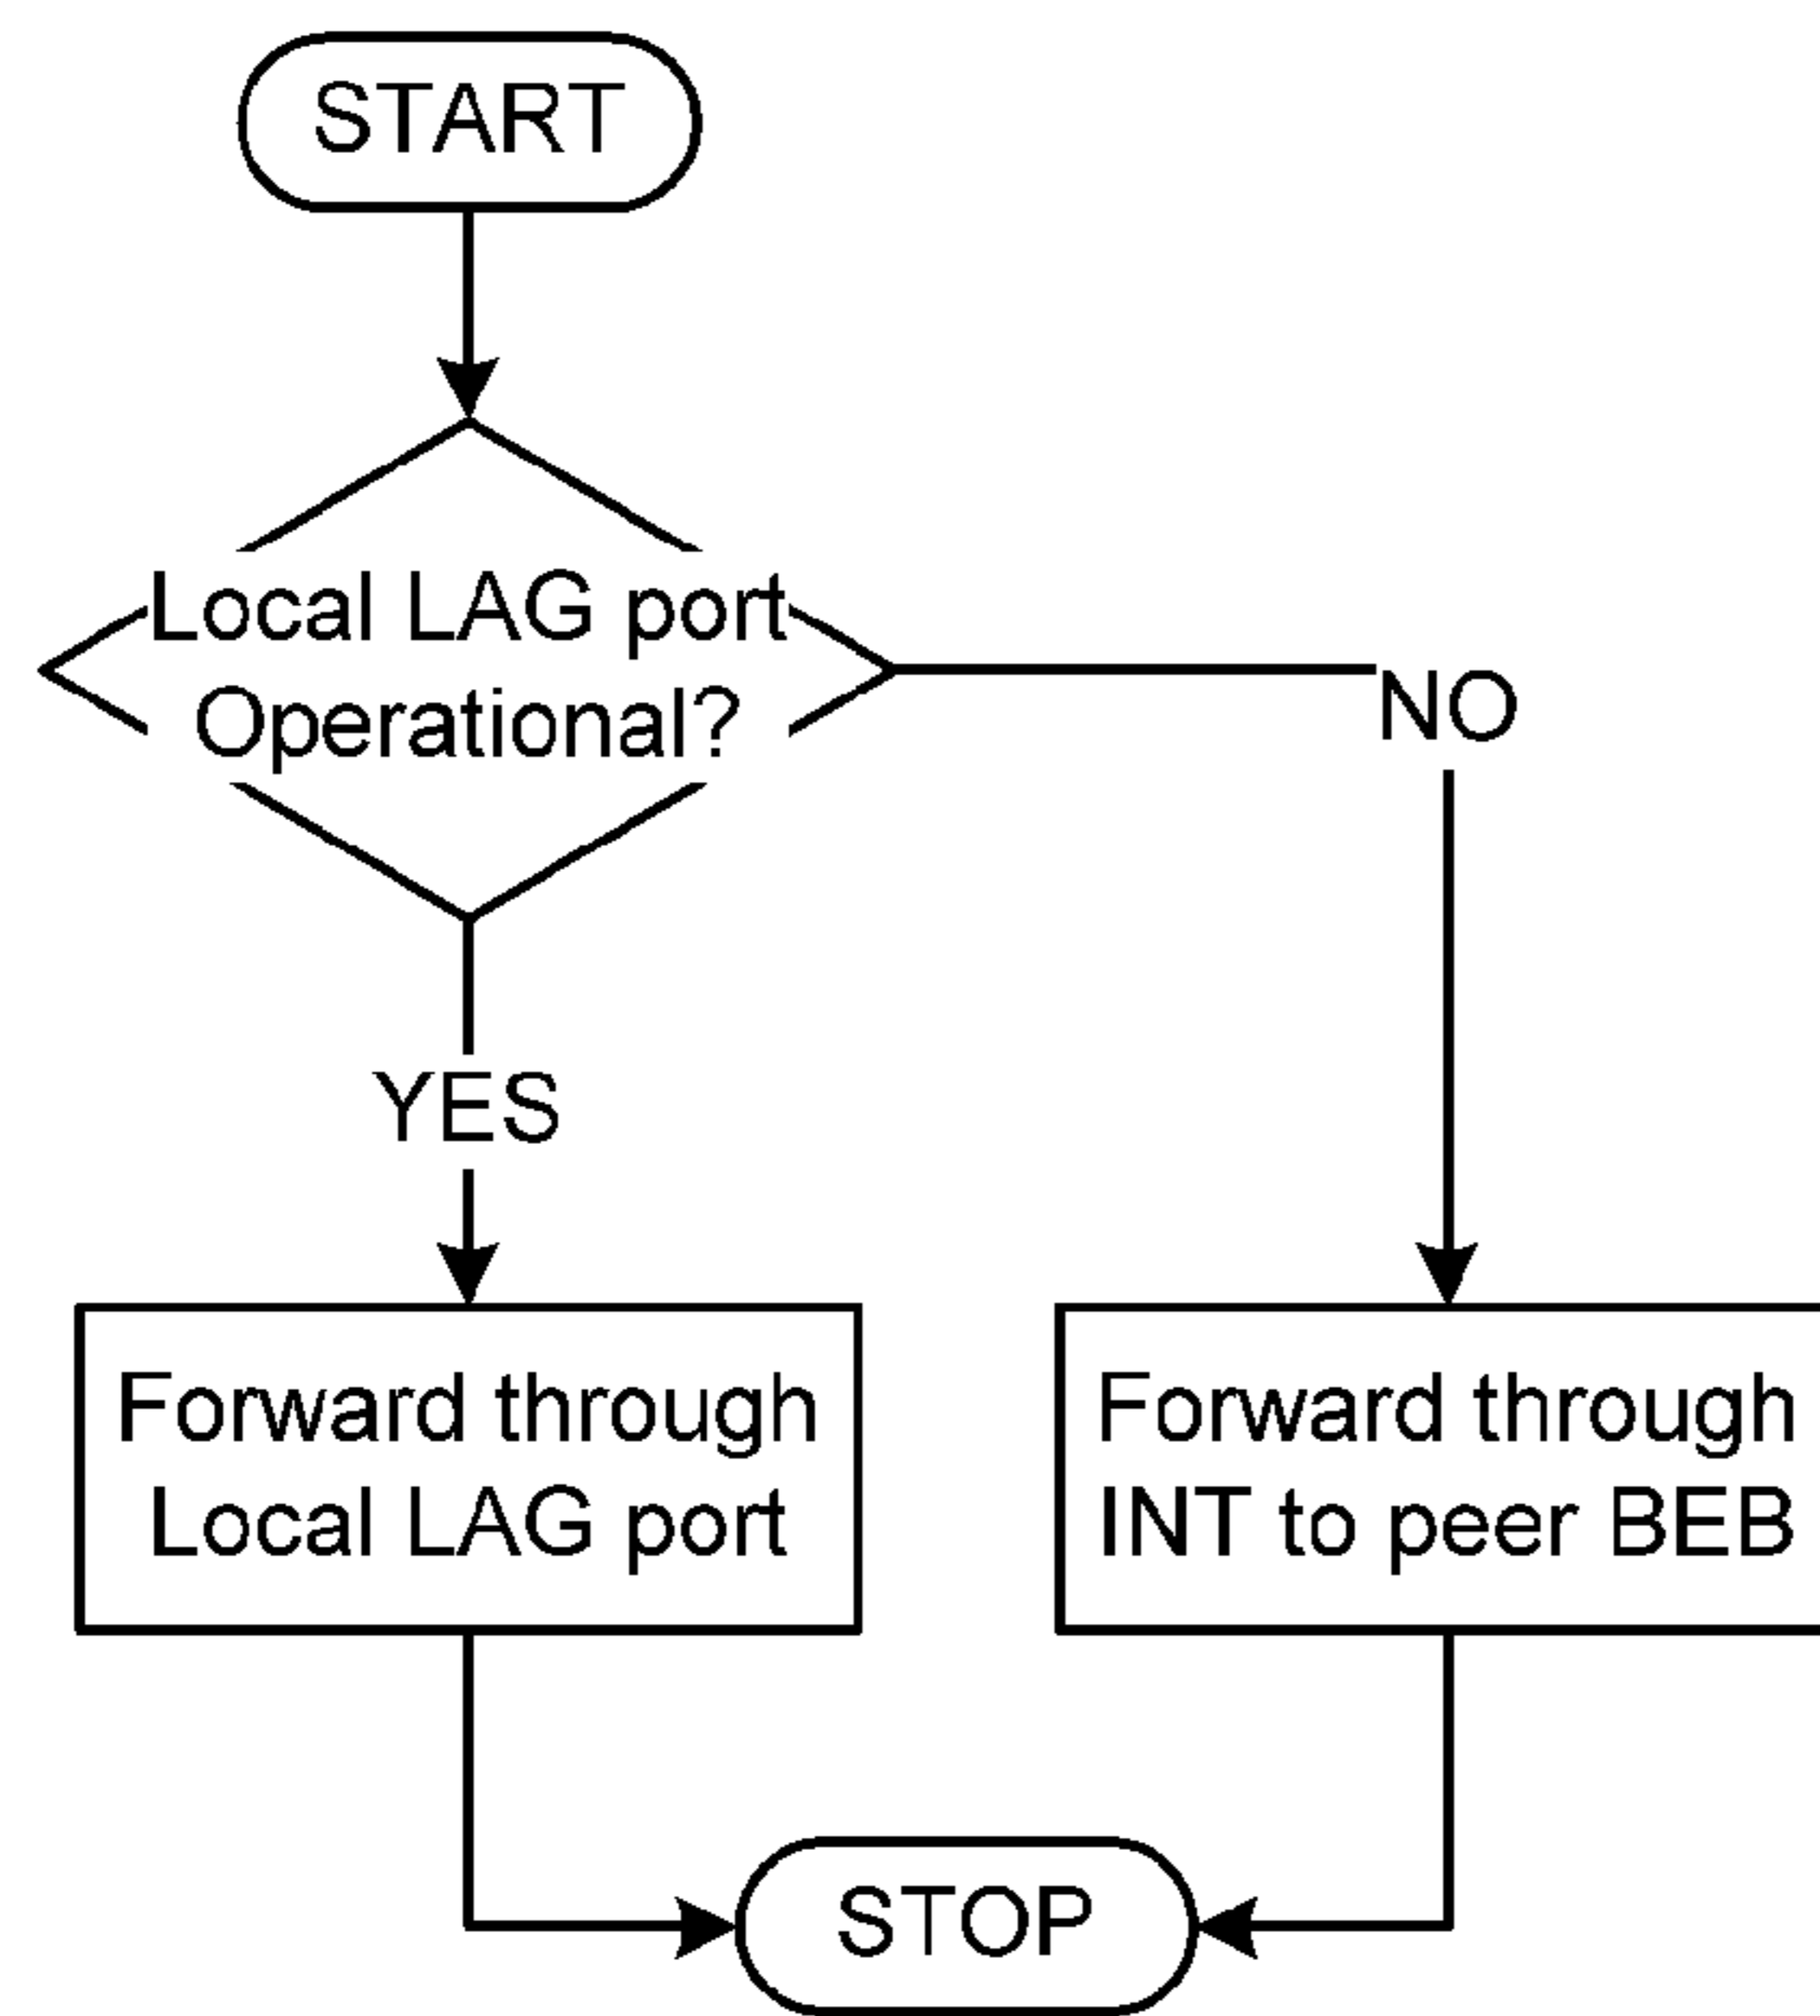 START
Local LAG port
Operational?
NO
YES
Forward through
Local LAG port
Forward through
INT to peer BEB
STOP